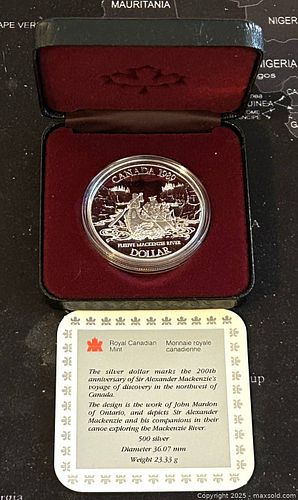 MAURITANIA
NIGER
NIGERIA
CANADA 1989
FLEUVE MACKENZIE RIVER
DOLLAR
Royal Canadian Monnaie royale
Mint canadienne
The silver dollar marks the 200th
anniversary of Sir Alexander Mackenzie's
voyage of discovery in the northwest of
Canada.
The design is the work of John Mardon
of Ontario, and depicts Sir Alexander
Mackenzie and his companions in their
canoe exploring the Mackenzie River.
500 silver
Diameter 36.07 mm
Weight 23.33 g
Copyright 2025 - maxsold.com